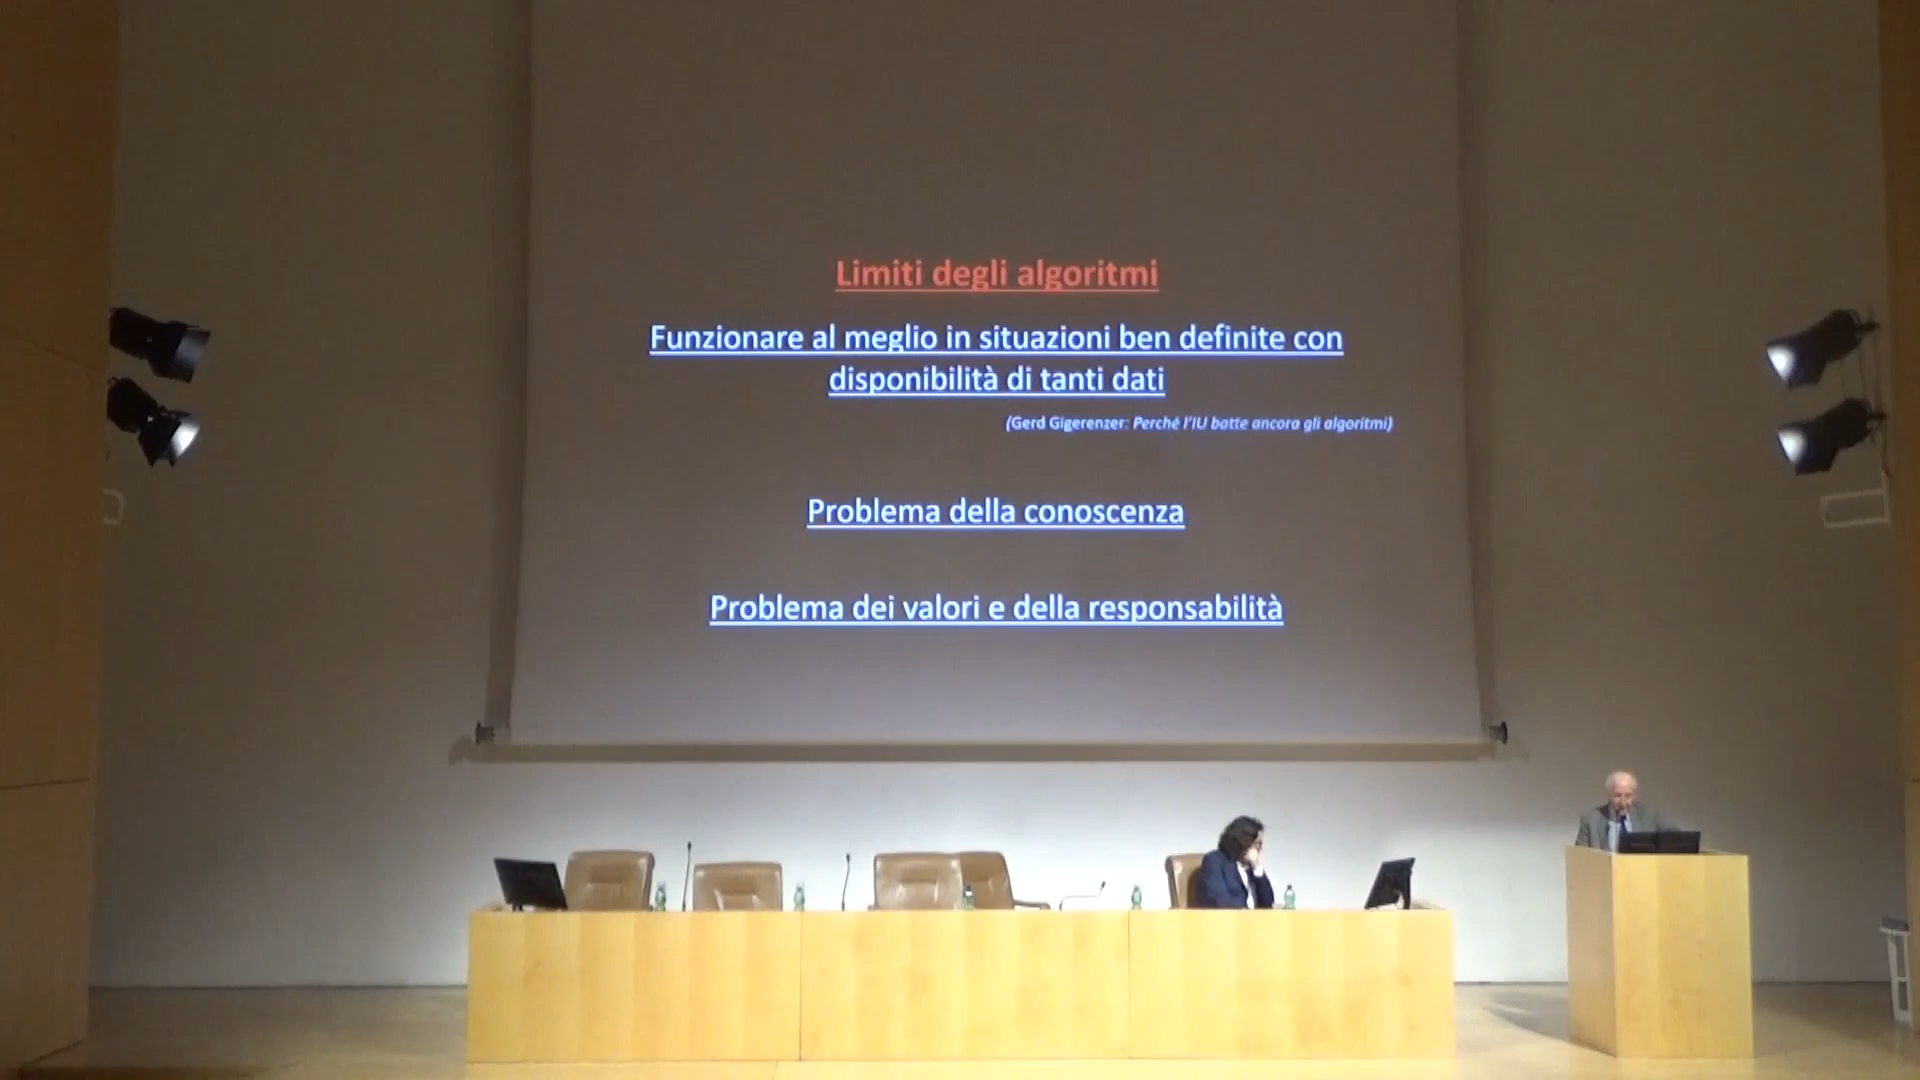 Limiti degli algoritmi
Funzionare al meglio in situazioni ben definite con
disponibilità di tanti dati
(Gerd Gigerenzer: Perché l'IU batte ancora gli algoritmi)
Problema della conoscenza
Problema dei valori e della responsabilità